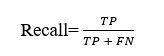 Recall= TP / TP + FN